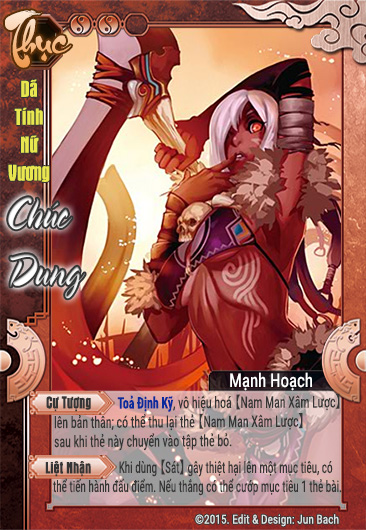 Thục
Dã
Tính
Nữ
Vương
Chúc
Dung
Mạnh Hoạch
Cự Tượng
Toả Định Kỹ, vô hiệu hoá【Nam Man Xâm Lược】
lên bản thân; có thể thu lại thẻ【Nam Man Xâm Lược】
sau khi thẻ này chuyển vào tập thẻ bỏ.
Liệt Nhận
Khi dùng【Sát】gây thiệt hại lên một mục tiêu, có
thể tiến hành đấu điểm. Nếu thắng có thể cướp mục tiêu 1 thẻ bài.
©2015. Edit & Design: Jun Bach